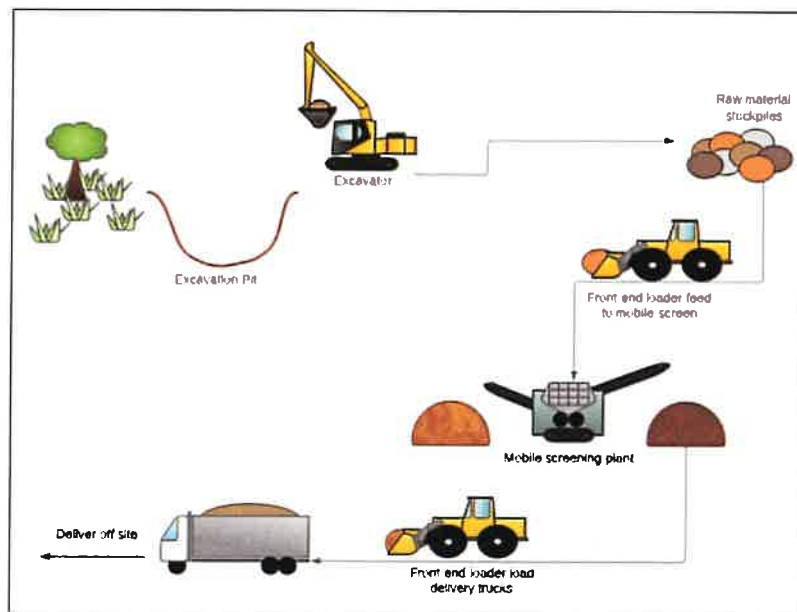 Raw material
stockpiles
Excavator
Excavation Pit
Front end loader feed
to mobile screen
Mobile screening plant
Deliver off site
Front end loader load
delivery trucks